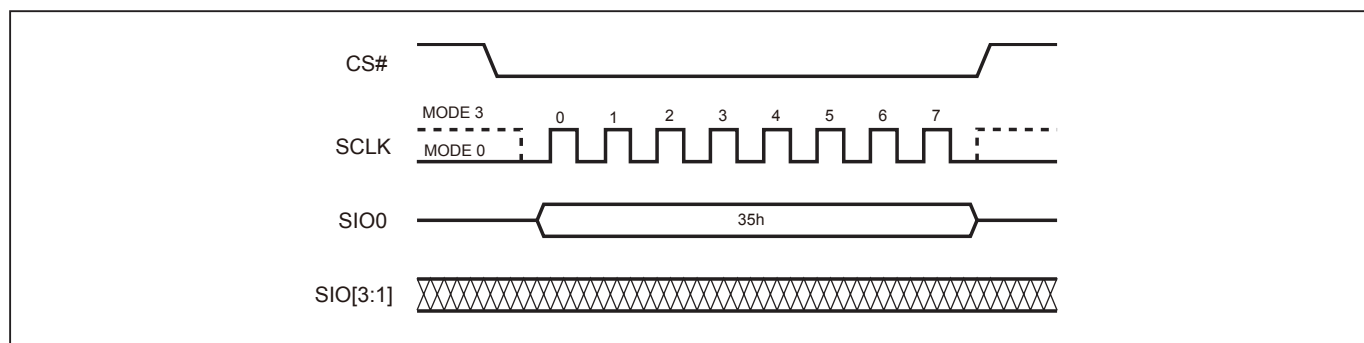 CS#
MODE 3
0 1 2 3 4 5 6 7
SCLK
MODE 0
SIO0
35h
SIO[3:1]